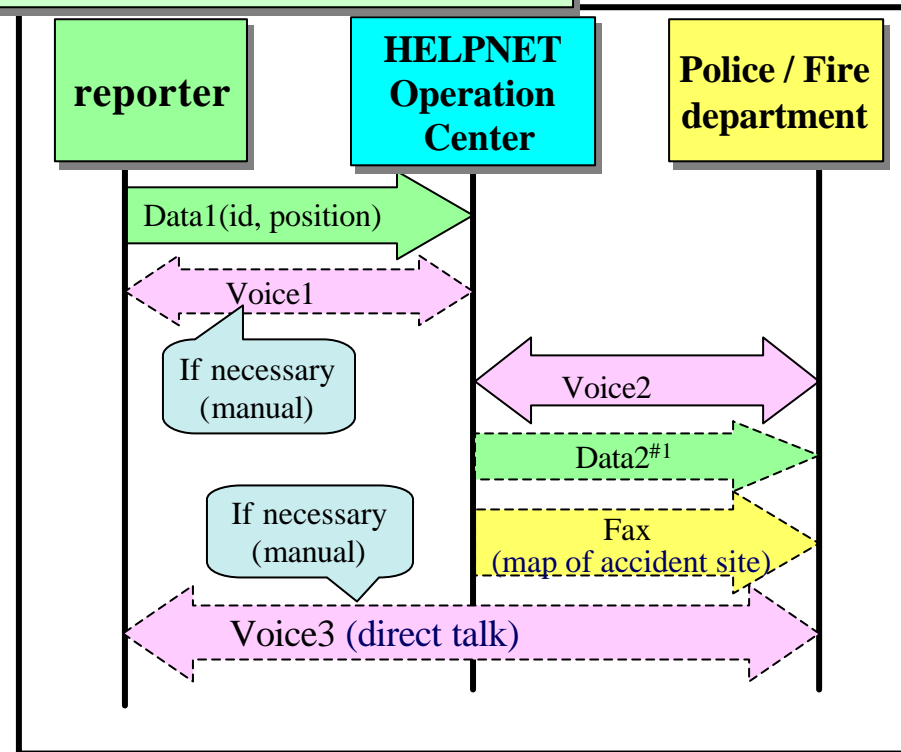 reporter
HELPNET
Operation
Center
Police / Fire
department
Data1(id, position)
Voice1
If necessary
(manual)
Voice2
Data2#1
If necessary
(manual)
Fax
(map of accident site)
Voice3 (direct talk)